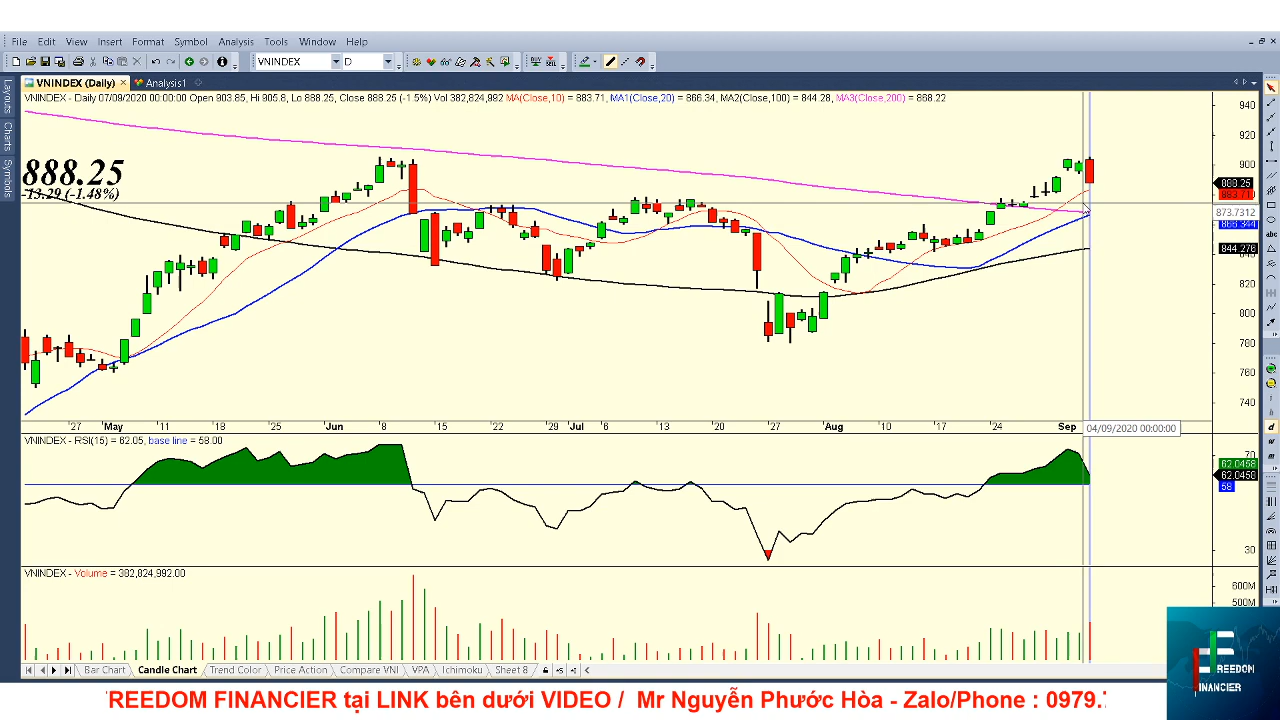 File Edit View Insert Format Symbol Analysis Tools Window Help
VNINDEX D
VNINDEX (Daily) Analysis1
Layouts
Charts
Symbols
VNINDEX - Daily 07/09/2020 00:00:00 Open 903.85, Hi 905.8, Lo 888.25, Close 888.25 (-1.5%) Vol 382,824,992 MA(Close,10) = 883.71, MA1(Close,20) = 866.34, MA2(Close,100) = 844.28, MA3(Close,200) = 868.22
888.25
-13.29 (-1.48%)
940
920
900
888.25
883.710
873.7312
866.344
844.276
840
820
800
780
760
740
27 May 11 18 25 Jun 8 15 22 29 Jul 6 13 20 27 Aug 10 17 24 Sep
04/09/2020 00:00:00
VNINDEX - RSI(15) = 62.05, base line = 58.00
70
62.0458
62.0458
58
30
VNINDEX - Volume = 382,824,992.00
600M
500M
Bar Chart Candle Chart Trend Color Price Action Compare VNI VPA Ichimoku Sheet 8
REEDOM FINANCIER tại LINK bên dưới VIDEO / Mr Nguyễn Phước Hòa - Zalo/Phone : 0979.
FREEDOM
FINANCIER